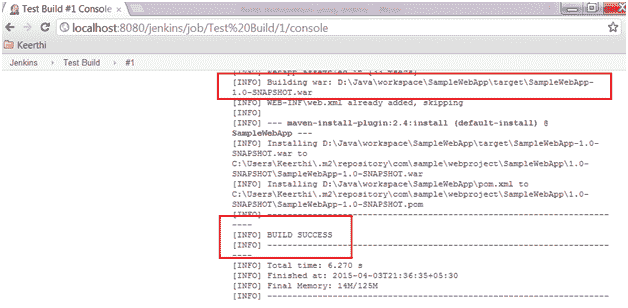 Test Build #1 Console
localhost:8080/jenkins/job/Test%20Build/1/console
Keerthi
Jenkins
Test Build
#1
[INFO] Building war: D:\Java\workspace\SampleWebApp\target\SampleWebApp-
1.0-SNAPSHOT.war
[INFO] WEB-INF\web.xml already added, skipping
[INFO]
[INFO] --- maven-install-plugin:2.4:install (default-install) @
SampleWebApp ---
[INFO] Installing D:\Java\workspace\SampleWebApp\target\SampleWebApp-1.0-
SNAPSHOT.war to
C:\Users\Keerthi\.m2\repository\com\sample\webproject\SampleWebApp\1.0-
SNAPSHOT\SampleWebApp-1.0-SNAPSHOT.war
[INFO] Installing D:\Java\workspace\SampleWebApp\pom.xml to
C:\Users\Keerthi\.m2\repository\com\sample\webproject\SampleWebApp\1.0-
SNAPSHOT\SampleWebApp-1.0-SNAPSHOT.pom
[INFO] ------------------------------------------------------------------------
[INFO] BUILD SUCCESS
[INFO] ------------------------------------------------------------------------
[INFO] Total time: 6.270 s
[INFO] Finished at: 2015-04-03T21:36:35+05:30
[INFO] Final Memory: 14M/125M
[INFO] ------------------------------------------------------------------------